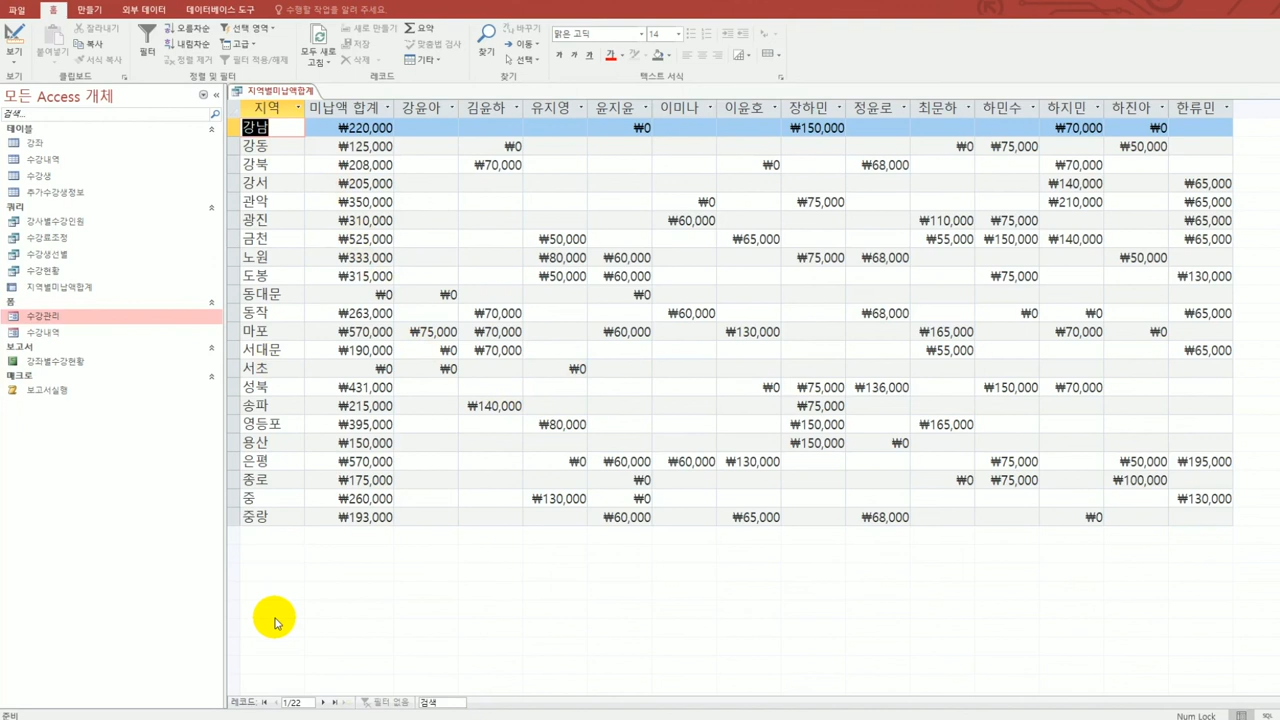 파일 홈 만들기 외부 데이터 데이터베이스 도구 수행할 작업을 알려 주세요.
보기
붙여넣기
잘라내기
복사
서식 복사
필터
오름차순
내림차순
정렬 제거
선택 영역
고급
필터 적용/해제
모두 새로 고침
새로 만들기
저장
삭제
요약
맞춤법 검사
기타
찾기
바꾸기
이동
선택
맑은 고딕 14
가 가 가 가
보기 클립보드 정렬 및 필터 레코드 찾기 텍스트 서식
모든 Access 개체
검색...
테이블
강좌
수강내역
수강생
추가수강생정보
쿼리
강사별수강인원
수강료조정
수강생선별
수강현황
지역별미납액합계
폼
수강관리
수강내역
보고서
강좌별수강현황
매크로
보고서실행
지역별미납액합계
지역 미납액 합계 강윤아 김윤하 유지영 윤지윤 이미나 이윤호 장하민 정윤로 최문하 하민수 하지민 하진아 한류민
강남 ₩220,000 ₩0 ₩150,000 ₩70,000 ₩0
강동 ₩125,000 ₩0 ₩0 ₩75,000 ₩50,000
강북 ₩208,000 ₩70,000 ₩0 ₩68,000 ₩70,000
강서 ₩205,000 ₩140,000 ₩65,000
관악 ₩350,000 ₩0 ₩75,000 ₩210,000 ₩65,000
광진 ₩310,000 ₩60,000 ₩110,000 ₩75,000 ₩65,000
금천 ₩525,000 ₩50,000 ₩65,000 ₩55,000 ₩150,000 ₩140,000 ₩65,000
노원 ₩333,000 ₩80,000 ₩60,000 ₩75,000 ₩68,000 ₩50,000
도봉 ₩315,000 ₩50,000 ₩60,000 ₩75,000 ₩130,000
동대문 ₩0 ₩0 ₩0
동작 ₩263,000 ₩70,000 ₩60,000 ₩68,000 ₩0 ₩0 ₩65,000
마포 ₩570,000 ₩75,000 ₩70,000 ₩60,000 ₩130,000 ₩165,000 ₩70,000 ₩0
서대문 ₩190,000 ₩0 ₩70,000 ₩55,000 ₩65,000
서초 ₩0 ₩0 ₩0
성북 ₩431,000 ₩0 ₩75,000 ₩136,000 ₩150,000 ₩70,000
송파 ₩215,000 ₩140,000 ₩75,000
영등포 ₩395,000 ₩80,000 ₩150,000 ₩165,000
용산 ₩150,000 ₩150,000 ₩0
은평 ₩570,000 ₩0 ₩60,000 ₩60,000 ₩130,000 ₩75,000 ₩50,000 ₩195,000
종로 ₩175,000 ₩0 ₩0 ₩75,000 ₩100,000
중 ₩260,000 ₩130,000 ₩0 ₩130,000
중랑 ₩193,000 ₩60,000 ₩65,000 ₩68,000 ₩0
레코드: 1/22 필터 없음 검색
준비 Num Lock SQL